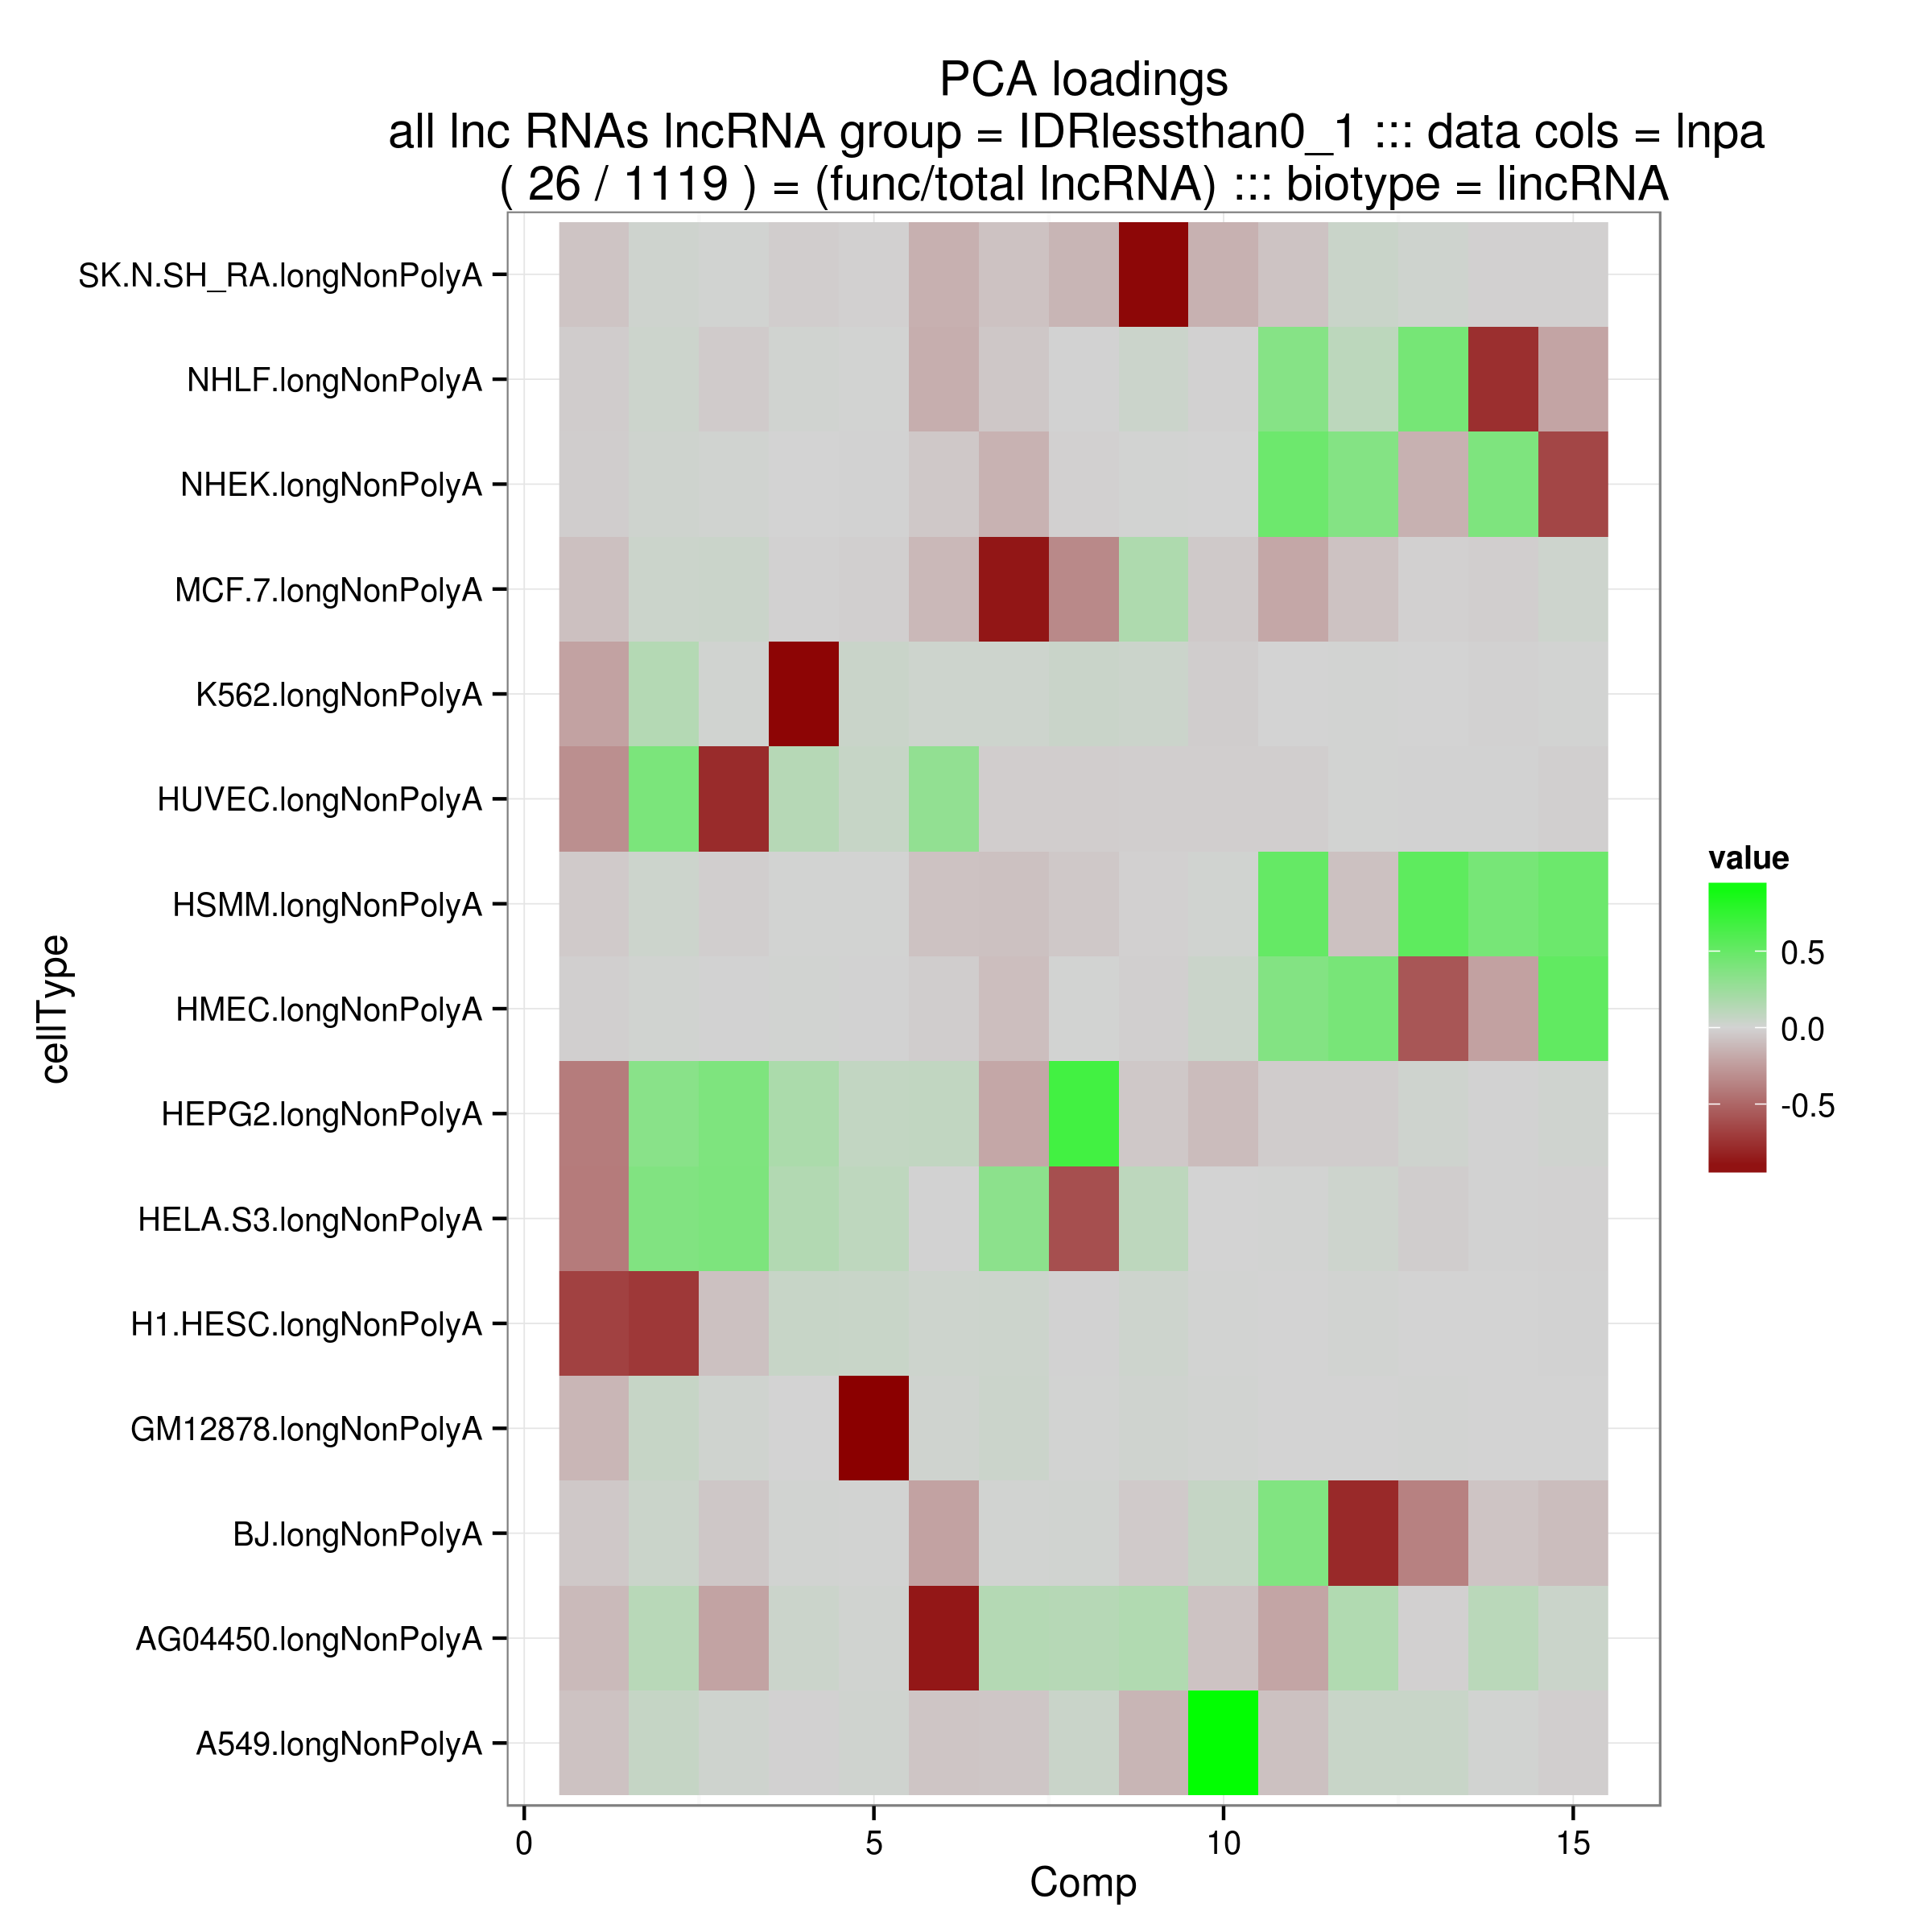 PCA loadings
all lnc RNAs lncRNA group = IDRlessthan0_1 ::: data cols = lnpa
( 26 / 1119 ) = (func/total lncRNA) ::: biotype = lincRNA
SK.N.SH_RA.longNonPolyA
NHLF.longNonPolyA
NHEK.longNonPolyA
MCF.7.longNonPolyA
K562.longNonPolyA
HUVEC.longNonPolyA
HSMM.longNonPolyA
HMEC.longNonPolyA
HEPG2.longNonPolyA
HELA.S3.longNonPolyA
H1.HESC.longNonPolyA
GM12878.longNonPolyA
BJ.longNonPolyA
AG04450.longNonPolyA
A549.longNonPolyA
cellType
0 5 10 15
Comp
value
0.5
0.0
-0.5